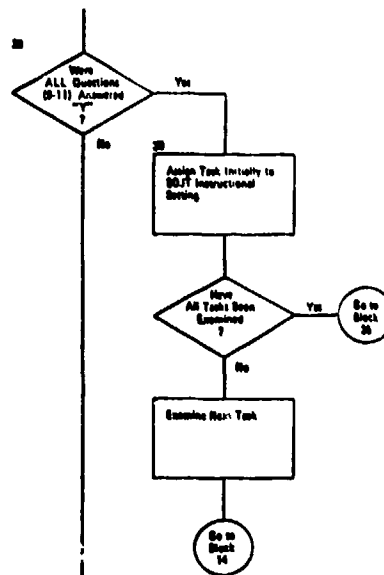 Were
ALL Questions
(8-11) Answered
"Y"
?
Yes
No
Assign Task Initially to
SOJT Instructional
Setting
Have
All Tasks Been
Examined
?
Yes
Go to
Block
No
Examine Next Task
Go to
Block
14